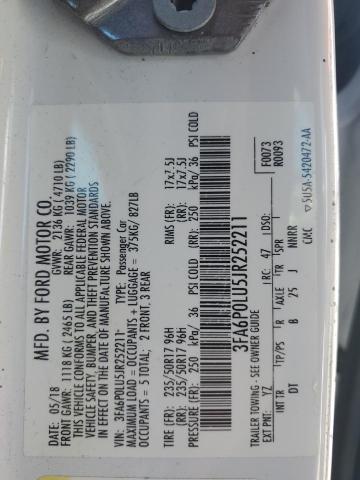 MFD. BY FORD MOTOR CO.
05/18 GVWR: 2136 KG ( 4710 LB)
FRONT GAWR: 1118 KG ( 2465 LB) REAR GAWR: 1039 KG ( 2290 LB)
THIS VEHICLE CONFORMS TO ALL APPLICABLE FEDERAL MOTOR
VEHICLE SAFETY, BUMPER, AND THEFT PREVENTION STANDARDS
IN EFFECT ON THE DATE OF MANUFACTURE SHOWN ABOVE.
VIN: 3FA6P0LU5JR252211 TYPE: Passenger Car
MAXIMUM LOAD= OCCUPANTS + LUGGAGE = 375KG/ 827LB
OCCUPANTS = 5 TOTAL: 2 FRONT, 3 REAR
TIRE (FR): 235/50R17 96H RIMS (FR): 17x7.5J
(RR): 235/50R17 96H (RR): 17x7.5J
PRESSURE (FR): 250 kPa/ 36 PSI COLD (RR): 250 kPa/ 36 PSI COLD
3FA6P0LU5JR252211
F0073
TRAILER TOWING - SEE OWNER GUIDE R0093
EXT PNT: YZ RC: 47 DSO:
INT TR TP/PS R AXLE TR SPR
DT B 25 J NNRR
CMC ▽5U5A-5420472-AA